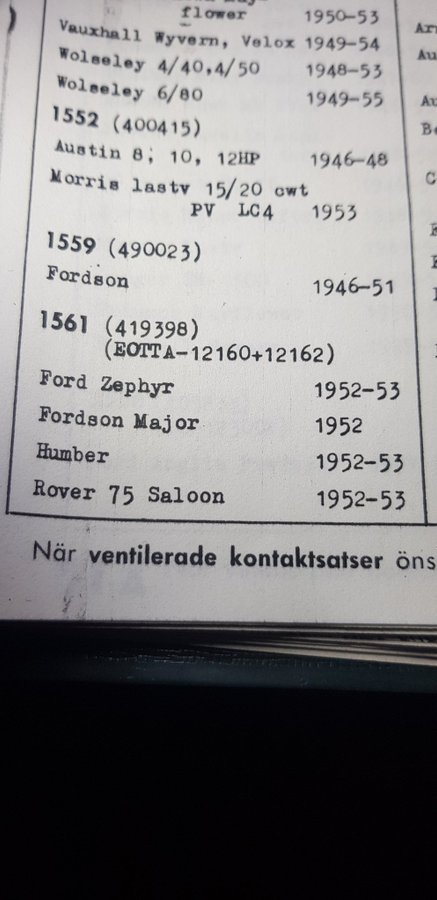 flower 1950-53
Vauxhall Wyvern, Velox 1949-54
Wolseley 4/40,4/50 1948-53
Wolseley 6/80 1949-55
1552 (400415)
Austin 8; 10, 12HP 1946-48
Morris lastv 15/20 cwt
PV LC4 1953
1559 (490023)
Fordson 1946-51
1561 (419398)
(EOTTA-12160+12162)
Ford Zephyr 1952-53
Fordson Major 1952
Humber 1952-53
Rover 75 Saloon 1952-53
När ventilerade kontaktsatser öns